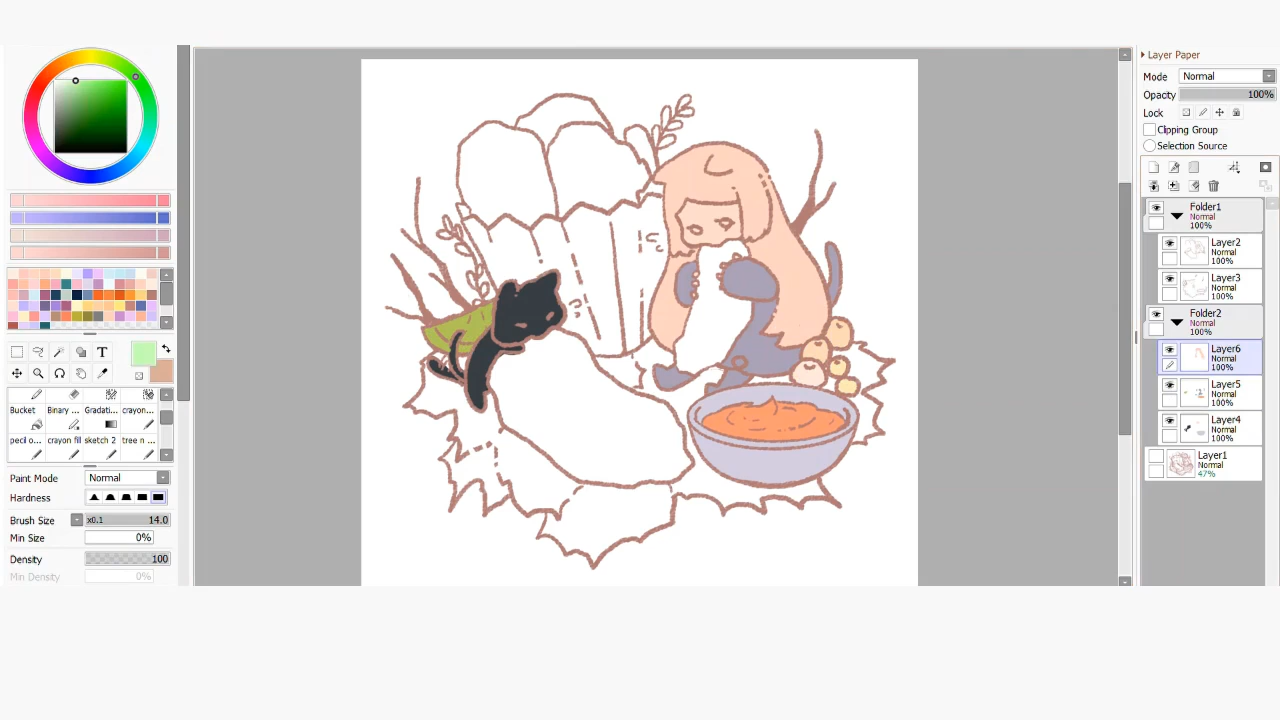 Layer Paper
Mode Normal
Opacity 100%
Lock
Clipping Group
Selection Source
Folder1
Normal
100%
Layer2
Normal
100%
Layer3
Normal
100%
Folder2
Normal
100%
Layer6
Normal
100%
Layer5
Normal
100%
Layer4
Normal
100%
Layer1
Normal
47%
T
Bucket Binary ... Gradati... crayon...
pecil o... crayon fill sketch 2 tree n ...
Paint Mode Normal
Hardness
Brush Size x0.1 14.0
Min Size 0%
Density 100
Min Density 0%